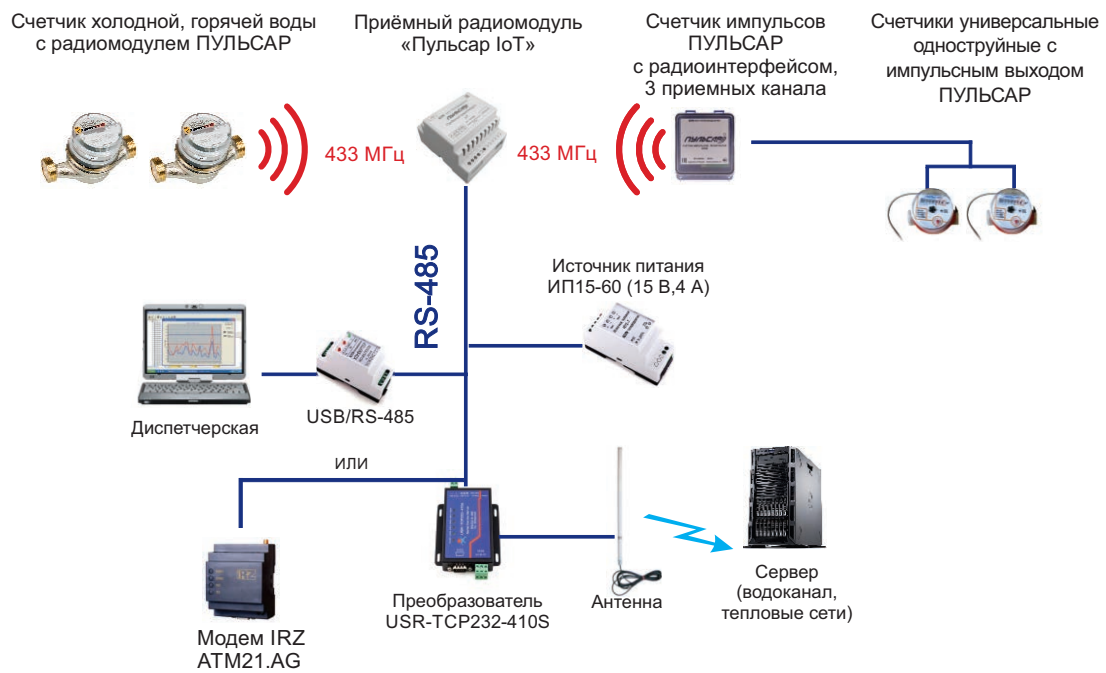 Счетчик холодной, горячей воды
с радиомодулем ПУЛЬСАР
Приёмный радиомодуль
«Пульсар IoT»
Счетчик импульсов
ПУЛЬСАР
с радиоинтерфейсом,
3 приемных канала
Счетчики универсальные
одноструйные с
импульсным выходом
ПУЛЬСАР
433 МГц
433 МГц
ПУЛЬСАР
RS-485
Источник питания
ИП15-60 (15 В,4 А)
Диспетчерская
USB/RS-485
или
IRZ
Модем IRZ
ATM21.AG
Преобразователь
USR-TCP232-410S
Антенна
Сервер
(водоканал,
тепловые сети)